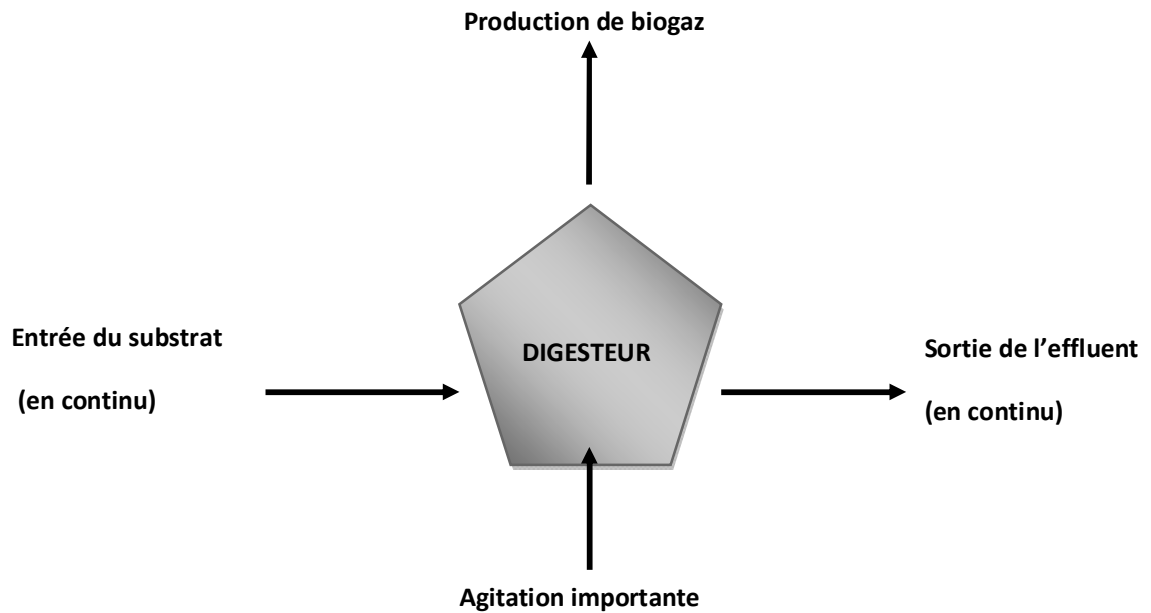 Production de biogaz
Entrée du substrat
(en continu)
DIGESTEUR
Sortie de l’effluent
(en continu)
Agitation importante